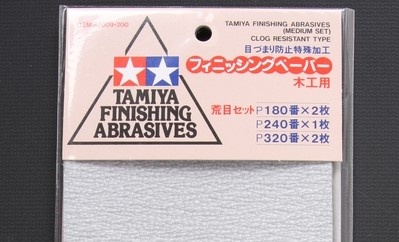 TAMIYA FINISHING ABRASIVES
(MEDIUM SET)
CLOG RESISTANT TYPE
目づまり防止特殊加工
フィニッシングペーパー
木工用
TAMIYA
FINISHING
ABRASIVES
荒目セット P180番×2枚
P240番×1枚
P320番×2枚